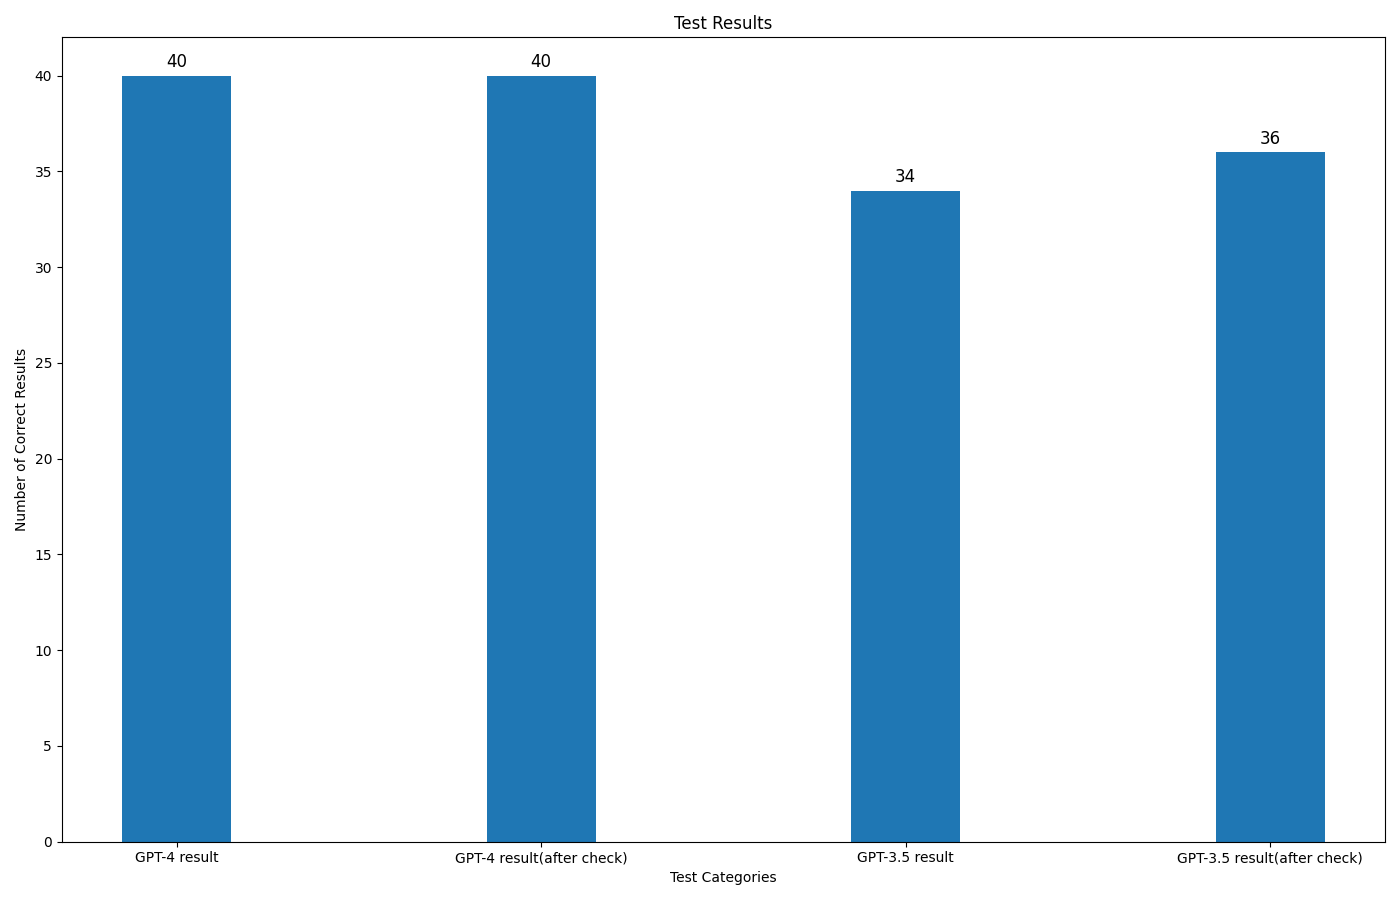 Test Results
40
40
34
36
40
35
30
25
20
15
10
5
0
Number of Correct Results
GPT-4 result
GPT-4 result(after check)
GPT-3.5 result
GPT-3.5 result(after check)
Test Categories